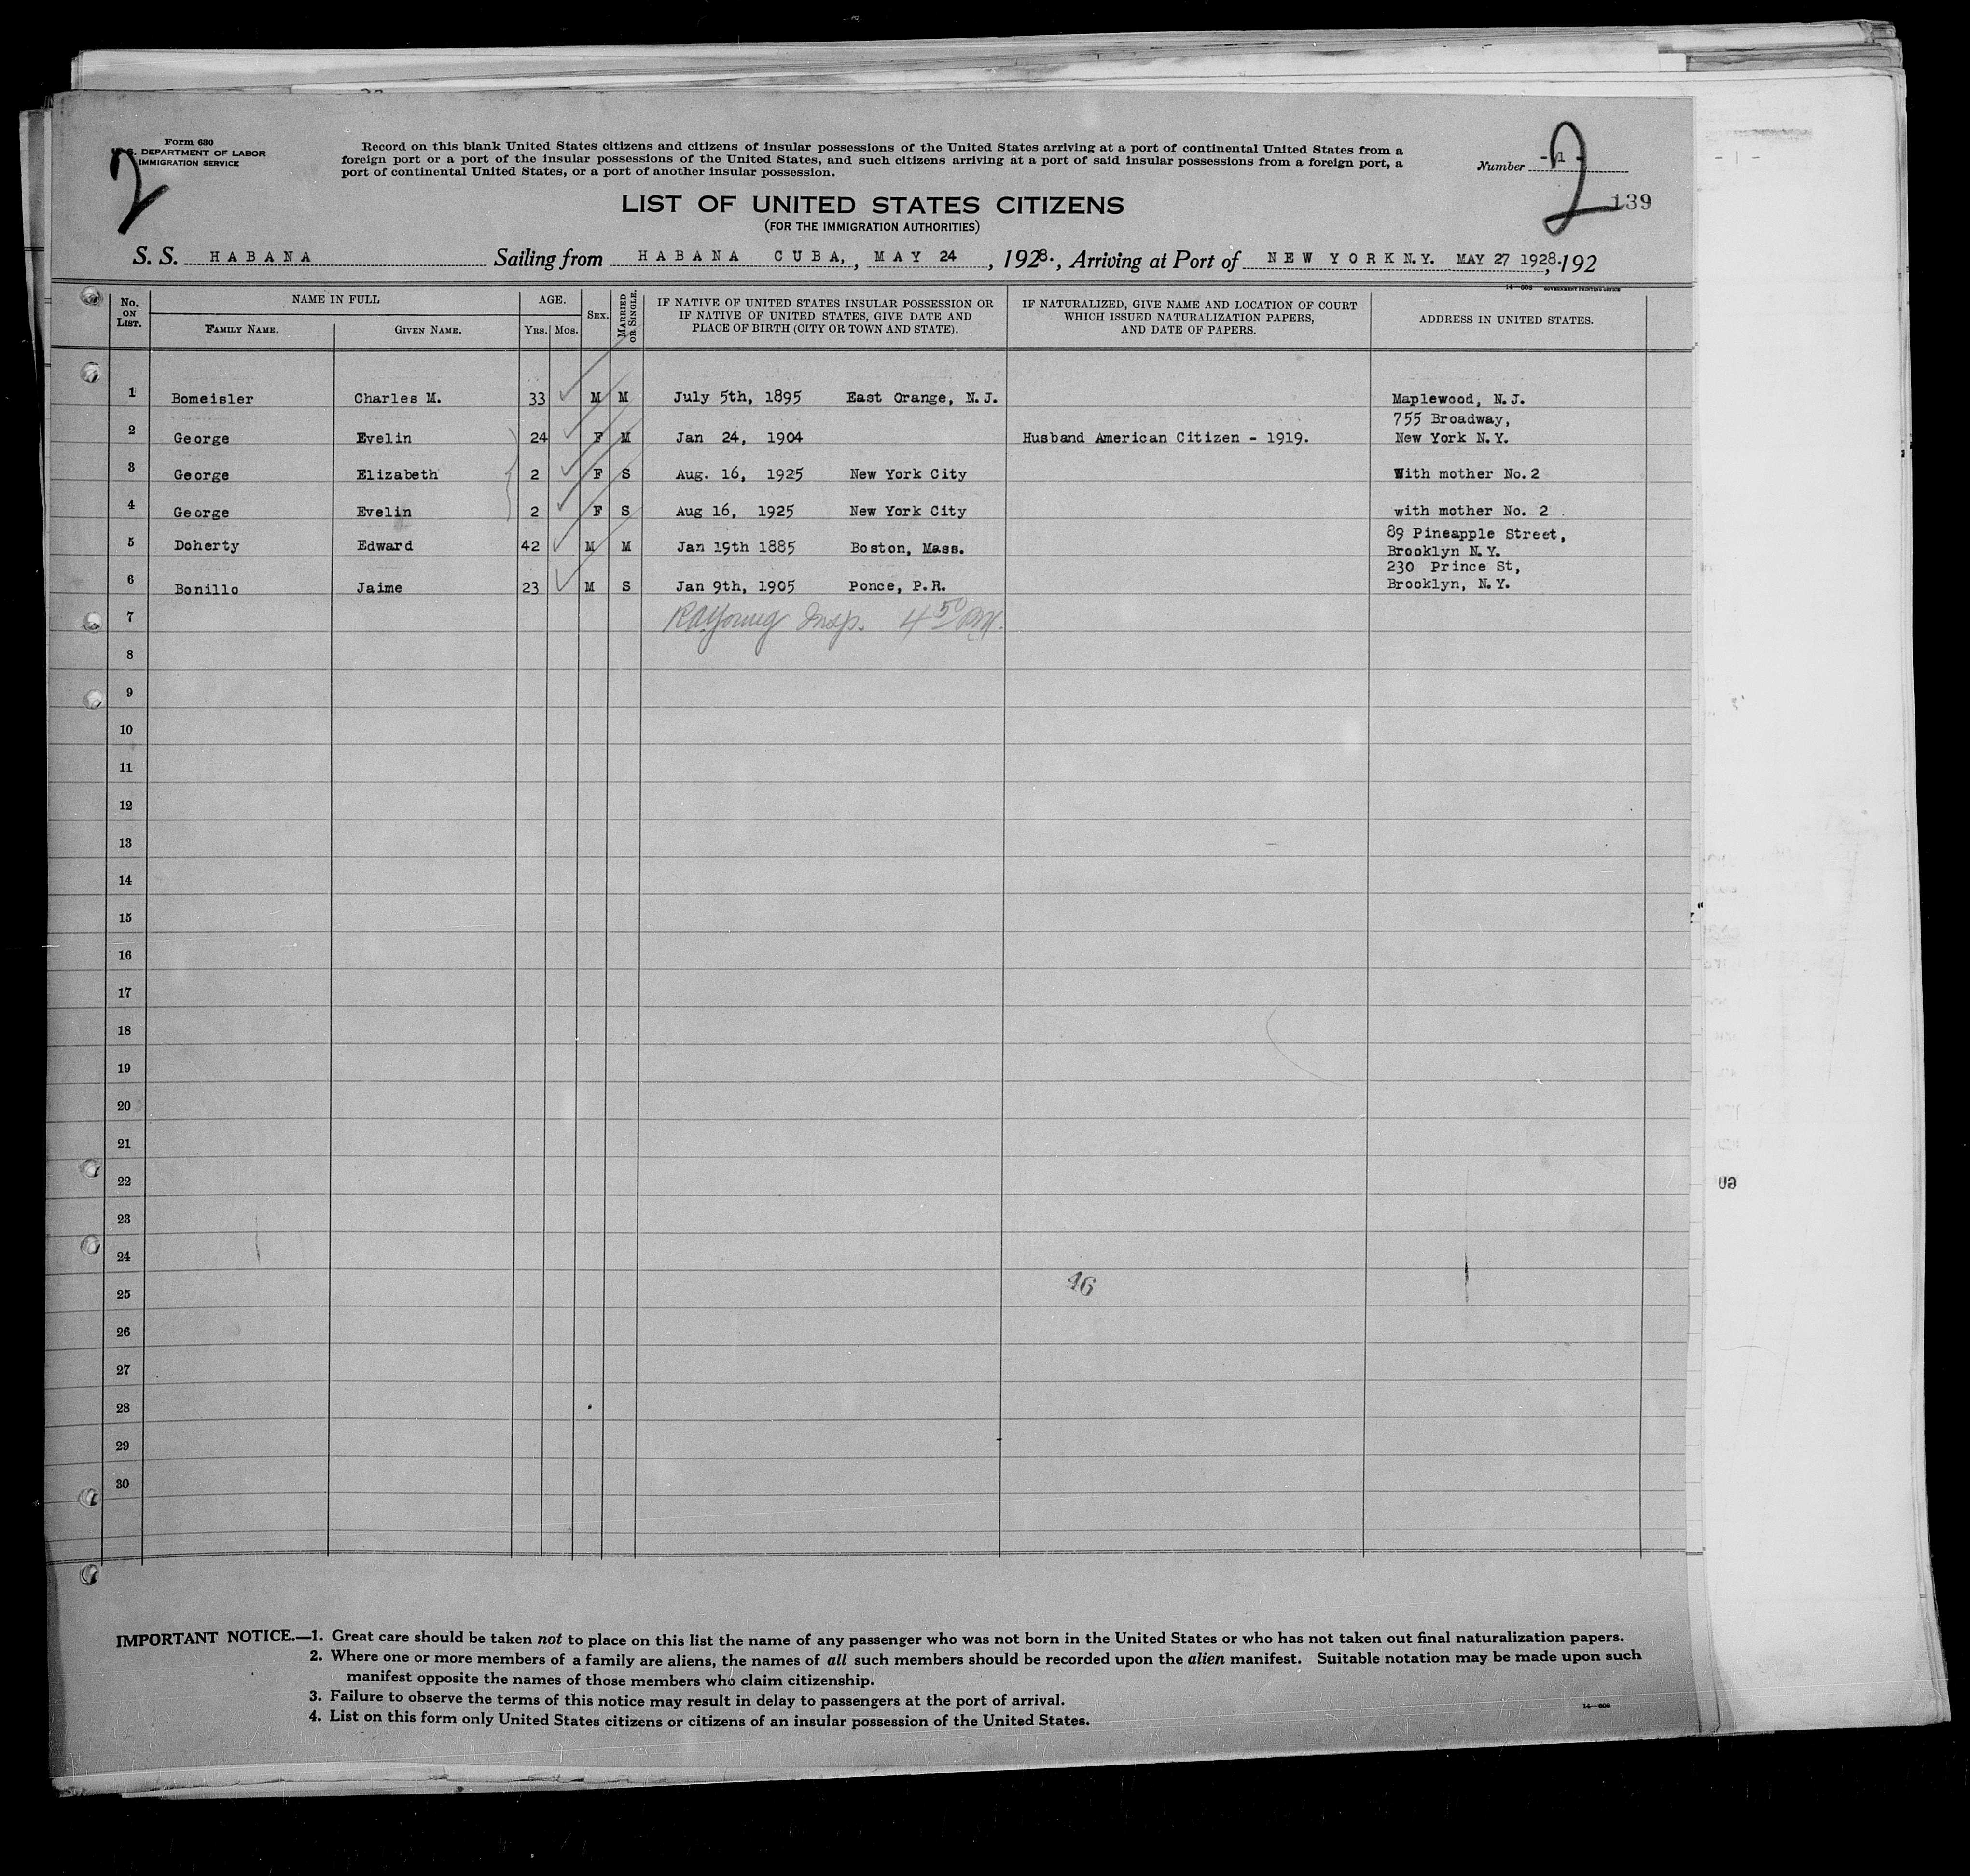 Form 630
U. S. DEPARTMENT OF LABOR
IMMIGRATION SERVICE
2
Record on this blank United States citizens and citizens of insular possessions of the United States arriving at a port of continental United States from a
foreign port or a port of the insular possessions of the United States, and such citizens arriving at a port of said insular possessions from a foreign port, a
port of continental United States, or a port of another insular possession.
Number - 1 -
2
139
LIST OF UNITED STATES CITIZENS
(FOR THE IMMIGRATION AUTHORITIES)
S. S. HABANA Sailing from HABANA CUBA, , MAY 24 , 1928., Arriving at Port of NEW YORK N.Y. MAY 27 1928., 192
14—608 GOVERNMENT PRINTING OFFICE
No. ON LIST. NAME IN FULL AGE. SEX. MARRIED OR SINGLE. IF NATIVE OF UNITED STATES INSULAR POSSESSION OR IF NATIVE OF UNITED STATES, GIVE DATE AND PLACE OF BIRTH (CITY OR TOWN AND STATE). IF NATURALIZED, GIVE NAME AND LOCATION OF COURT WHICH ISSUED NATURALIZATION PAPERS, AND DATE OF PAPERS. ADDRESS IN UNITED STATES.
FAMILY NAME. GIVEN NAME. YRS. MOS.
1 Bomeisler Charles M. 33 M M July 5th, 1895 East Orange, N.J. Maplewood, N.J.
755 Broadway,
2 George Evelin 24 F M Jan 24, 1904 Husband American Citizen - 1919. New York N.Y.
3 George Elizabeth 2 F S Aug. 16, 1925 New York City With mother No.2
4 George Evelin 2 F S Aug 16, 1925 New York City with mother No. 2
89 Pineapple Street,
5 Doherty Edward 42 M M Jan 19th 1885 Boston, Mass. Brooklyn N.Y.
230 Prince St,
6 Bonillo Jaime 23 M S Jan 9th, 1905 Ponce, P.R. Brooklyn, N.Y.
7 RAYoung Insp. 4 50 PM.
8
9
10
11
12
13
14
15
16
17
18
19
20
21
22
23
24
25
46
26
27
28
29
30
IMPORTANT NOTICE.—1. Great care should be taken not to place on this list the name of any passenger who was not born in the United States or who has not taken out final naturalization papers.
2. Where one or more members of a family are aliens, the names of all such members should be recorded upon the alien manifest. Suitable notation may be made upon such
manifest opposite the names of those members who claim citizenship.
3. Failure to observe the terms of this notice may result in delay to passengers at the port of arrival.
4. List on this form only United States citizens or citizens of an insular possession of the United States.
14—608